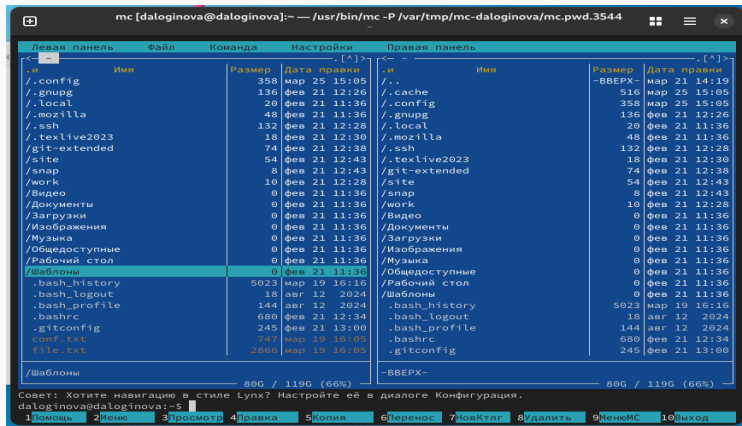 mc [daloginova@daloginova]:~ — /usr/bin/mc -P /var/tmp/mc-daloginova/mc.pwd.3544
Левая панель Файл Команда Настройки Правая панель
<— ~ .[^]> <— ~ .[^]>
.и Имя Размер Дата правки .и Имя Размер Дата правки
/.config 358 мар 25 15:05 /.. -ВВЕРХ- мар 21 14:19
/.gnupg 136 фев 21 12:26 /.cache 516 мар 25 15:05
/.local 20 фев 21 11:36 /.config 358 мар 25 15:05
/.mozilla 48 фев 21 11:36 /.gnupg 136 фев 21 12:26
/.ssh 132 фев 21 12:28 /.local 20 фев 21 11:36
/.texlive2023 18 фев 21 12:30 /.mozilla 48 фев 21 11:36
/git-extended 74 фев 21 12:38 /.ssh 132 фев 21 12:28
/site 54 фев 21 12:43 /.texlive2023 18 фев 21 12:30
/snap 8 фев 21 12:43 /git-extended 74 фев 21 12:38
/work 10 фев 21 12:28 /site 54 фев 21 12:43
/Видео 0 фев 21 11:36 /snap 8 фев 21 12:43
/Документы 0 фев 21 11:36 /work 10 фев 21 12:28
/Загрузки 0 фев 21 11:36 /Видео 0 фев 21 11:36
/Изображения 0 фев 21 11:36 /Документы 0 фев 21 11:36
/Музыка 0 фев 21 11:36 /Загрузки 0 фев 21 11:36
/Общедоступные 0 фев 21 11:36 /Изображения 0 фев 21 11:36
/Рабочий стол 0 фев 21 11:36 /Музыка 0 фев 21 11:36
/Шаблоны 0 фев 21 11:36 /Общедоступные 0 фев 21 11:36
.bash_history 5023 мар 19 16:16 /Рабочий стол 0 фев 21 11:36
.bash_logout 18 авг 12 2024 /Шаблоны 0 фев 21 11:36
.bash_profile 144 авг 12 2024 .bash_history 5023 мар 19 16:16
.bashrc 680 фев 21 12:34 .bash_logout 18 авг 12 2024
.gitconfig 245 фев 21 13:00 .bash_profile 144 авг 12 2024
conf.txt 747 мар 19 16:05 .bashrc 680 фев 21 12:34
file.txt 2866 мар 19 16:05 .gitconfig 245 фев 21 13:00
/Шаблоны -ВВЕРХ-
80G / 119G (66%) 80G / 119G (66%)
Совет: Хотите навигацию в стиле Lynx? Настройте её в диалоге Конфигурация.
daloginova@daloginova:~$
1Помощь 2Меню 3Просмотр 4Правка 5Копия 6Перенос 7НовКтлг 8Удалить 9МенюМС 10Выход